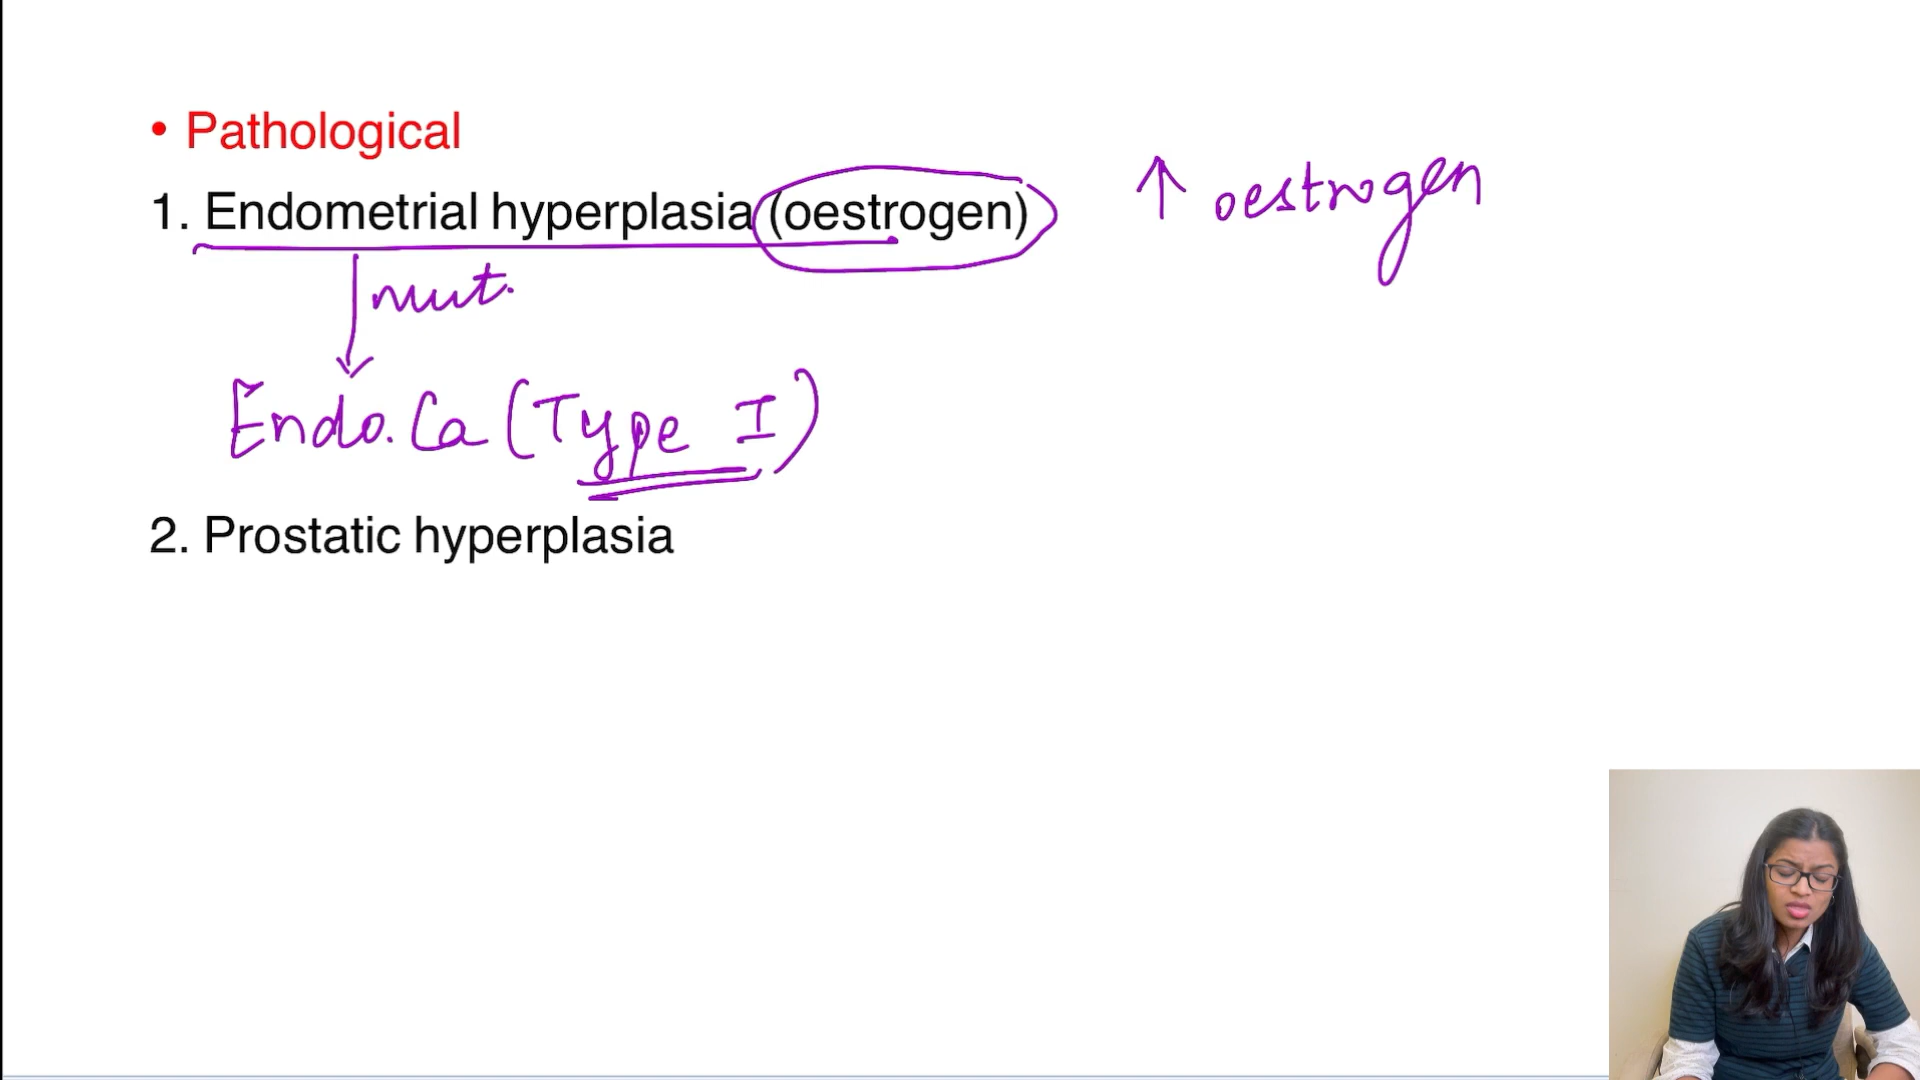 • Pathological
1. Endometrial hyperplasia (oestrogen)
↑ oestrogen
mut.
Endo. Ca (Type I)
2. Prostatic hyperplasia